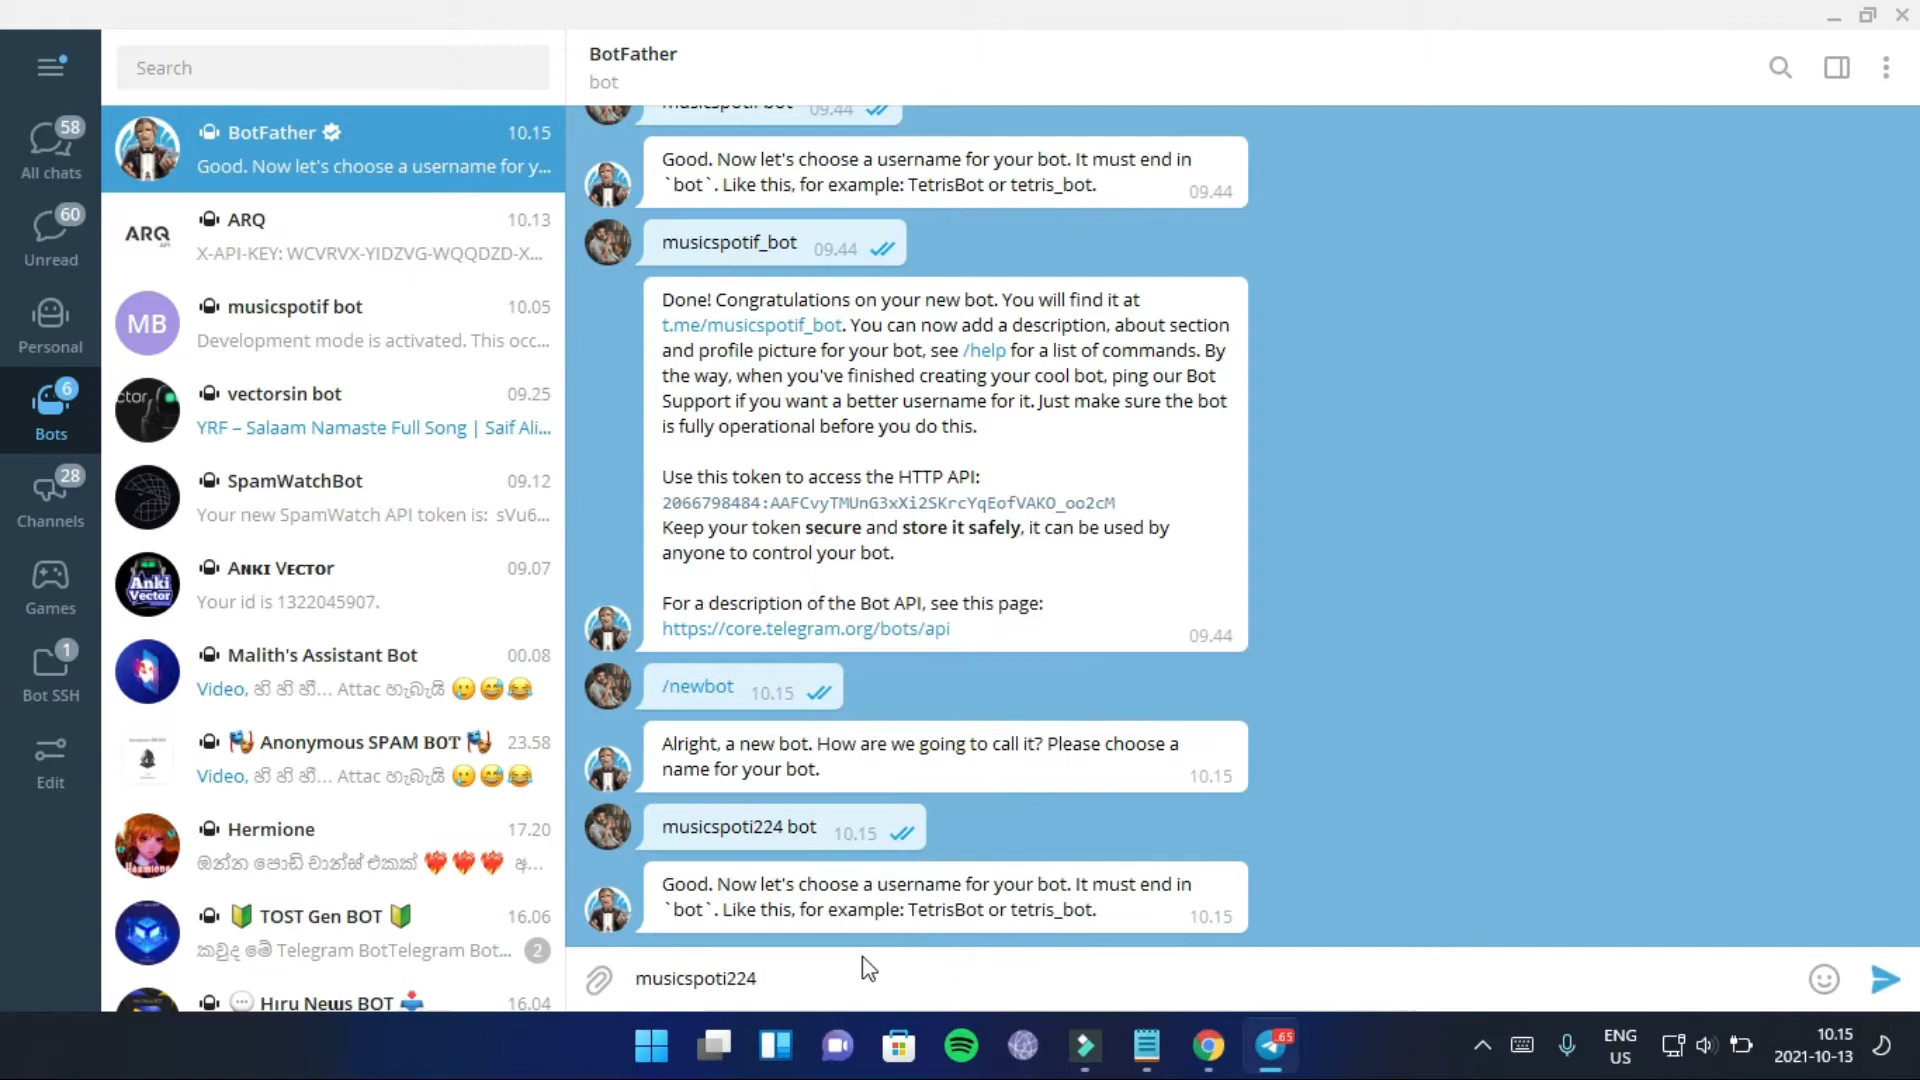 Search
BotFather
bot
58
All chats
60
Unread
Personal
6
Bots
28
Channels
Games
1
Bot SSH
Edit
BotFather 10.15
Good. Now let's choose a username for y...
ARQ 10.13
X-API-KEY: WCVRVX-YIDZVG-WQQDZD-X...
ARQ
MB
musicspotif bot 10.05
Development mode is activated. This occ...
vectorsin bot 09.25
YRF – Salaam Namaste Full Song | Saif Ali...
ctor
SpamWatchBot 09.12
Your new SpamWatch API token is: sVu6...
Aɴᴋɪ Vᴇᴄᴛᴏʀ 09.07
Your id is 1322045907.
Anki
Vector
Malith's Assistant Bot 00.08
Video, හි හි හී... Attac හැබැයි 🥲😅😂
🎭 Anonymous SPAM BOT 🎭 23.58
Video, හි හි හී... Attac හැබැයි 🥲😅😂
Hermione 17.20
ඔන්න පොඩි චාන්ස් එකක් ❤️‍🔥❤️‍🔥❤️‍🔥 අ...
Hermione
🔰 TOST Gen BOT 🔰 16.06
කවුද මේ Telegram BotTelegram Bot... 2
💬 Hıru Neɯs BOT 📥 16.04
musicspotif bot 09.44
Good. Now let's choose a username for your bot. It must end in
`bot`. Like this, for example: TetrisBot or tetris_bot. 09.44
musicspotif_bot 09.44
Done! Congratulations on your new bot. You will find it at
t.me/musicspotif_bot. You can now add a description, about section
and profile picture for your bot, see /help for a list of commands. By
the way, when you've finished creating your cool bot, ping our Bot
Support if you want a better username for it. Just make sure the bot
is fully operational before you do this.
Use this token to access the HTTP API:
2066798484:AAFCvyTMUnG3xXi2SKrcYqEofVAKO_oo2cM
Keep your token secure and store it safely, it can be used by
anyone to control your bot.
For a description of the Bot API, see this page:
https://core.telegram.org/bots/api 09.44
/newbot 10.15
Alright, a new bot. How are we going to call it? Please choose a
name for your bot. 10.15
musicspoti224 bot 10.15
Good. Now let's choose a username for your bot. It must end in
`bot`. Like this, for example: TetrisBot or tetris_bot. 10.15
musicspoti224
.65
ENG
US
10.15
2021-10-13